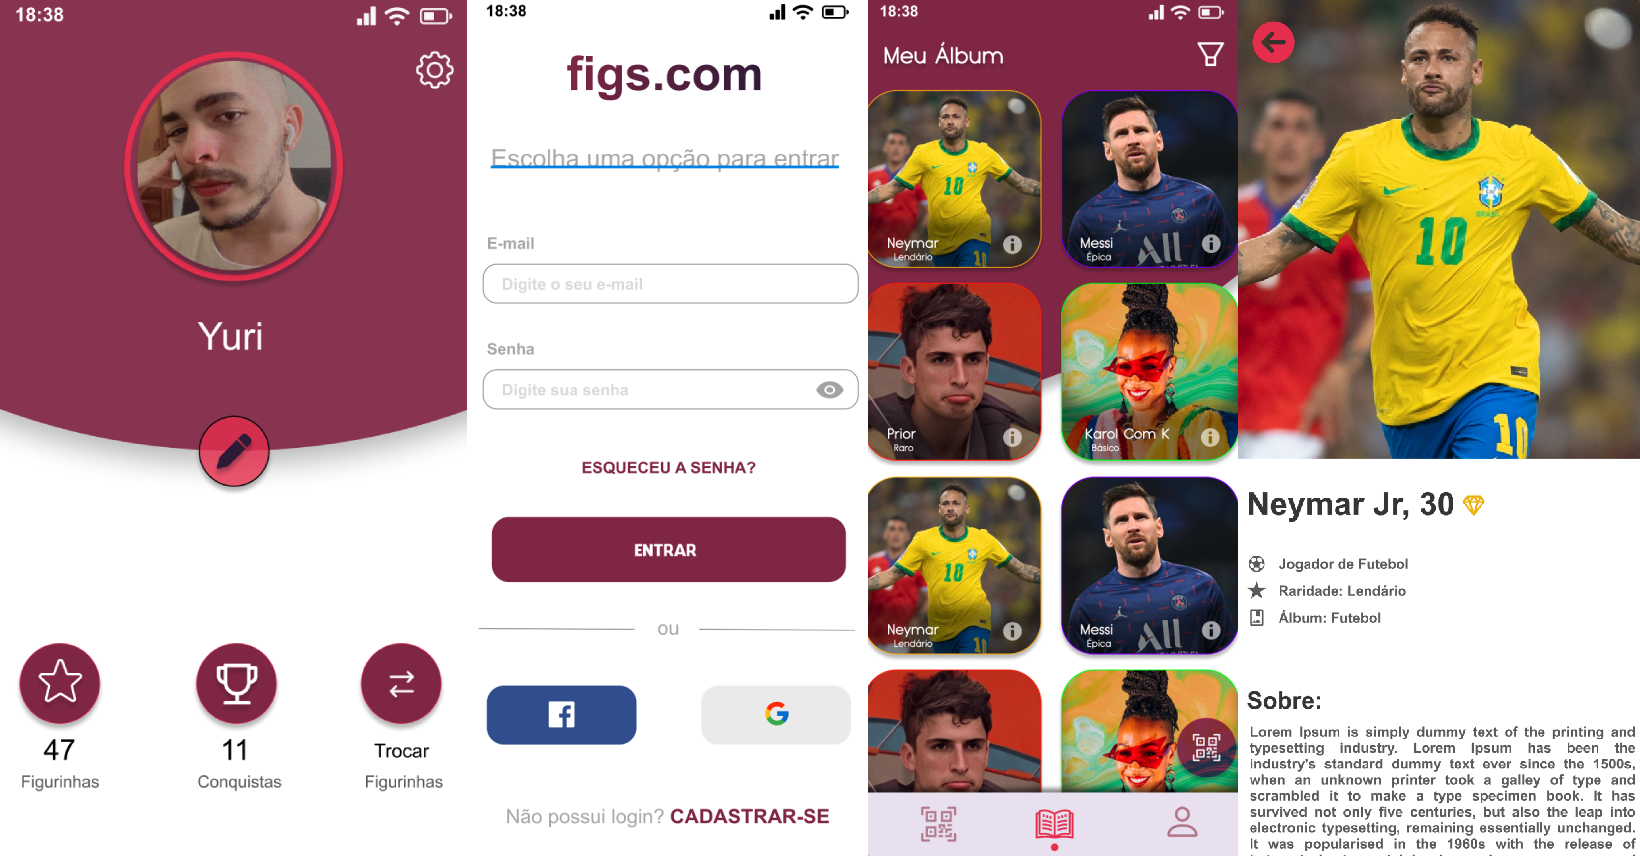 18:38
Yuri
47
Figurinhas
11
Conquistas
Trocar
Figurinhas
18:38
figs.com
Escolha uma opção para entrar
E-mail
Digite o seu e-mail
Senha
Digite sua senha
ESQUECEU A SENHA?
ENTRAR
ou
Não possui login? CADASTRAR-SE
18:38
Meu Álbum
10
Neymar
Lendário
Messi
Épica
Prior
Raro
Karol Com K
Básico
10
Neymar
Lendário
Messi
Épica
BRASIL
10
10
Neymar Jr, 30
Jogador de Futebol
Raridade: Lendário
Álbum: Futebol
Sobre:
Lorem Ipsum is simply dummy text of the printing and
typesetting industry. Lorem Ipsum has been the
industry's standard dummy text ever since the 1500s,
when an unknown printer took a galley of type and
scrambled it to make a type specimen book. It has
survived not only five centuries, but also the leap into
electronic typesetting, remaining essentially unchanged.
It was popularised in the 1960s with the release of